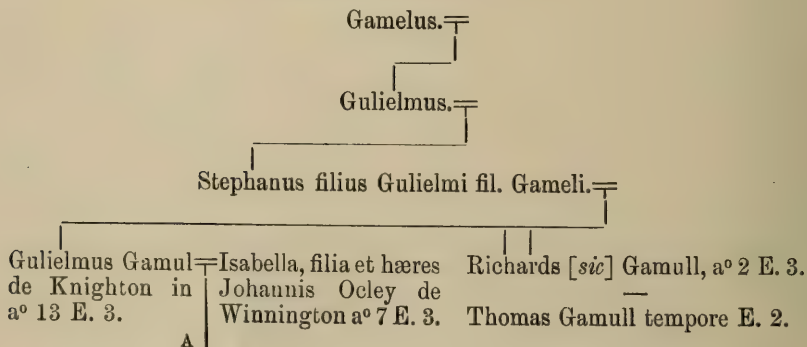 Gamelus.
Gulielmus.
Stephanus filius Gulielmi fil. Gameli.
Gulielmus Gamul
de Knighton in
aº 13 E. 3.
Isabella, filia et hæres
Johannis Ocley de
Winnington aº 7 E. 3.
Richards [sic] Gamull, aº 2 E. 3.
Thomas Gamull tempore E. 2.
A